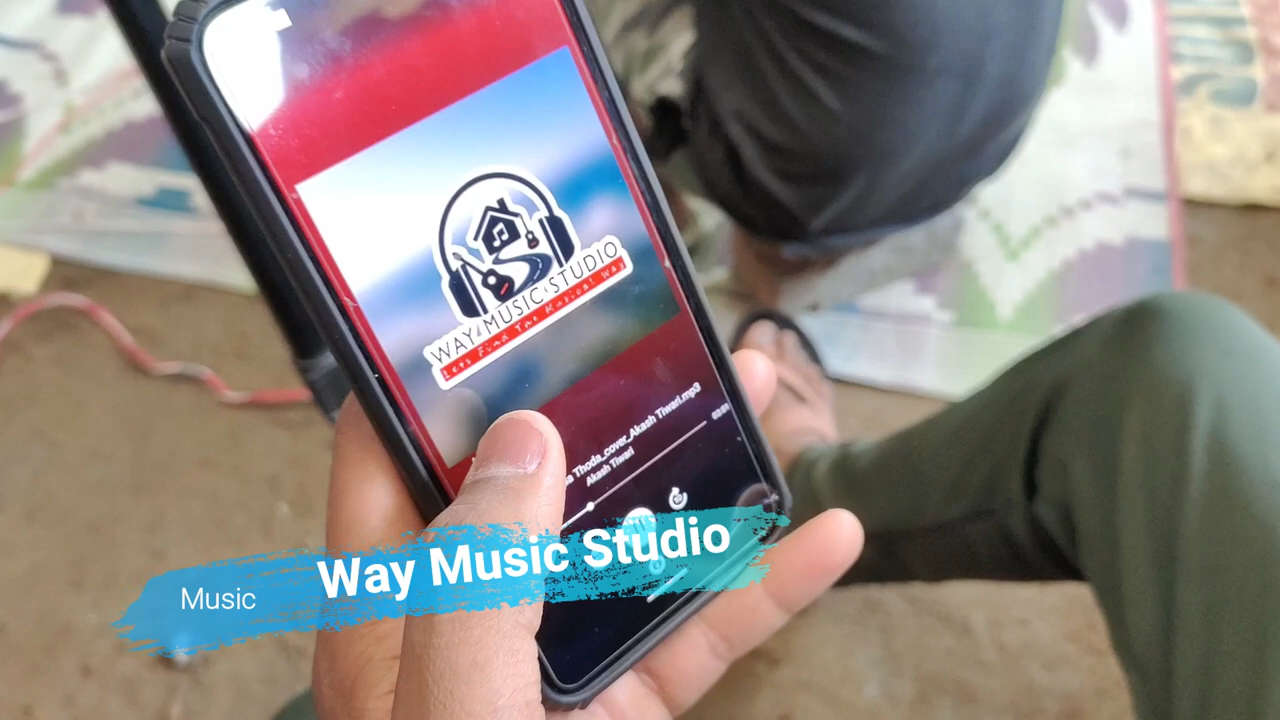 WAY MUSIC STUDIO
Lets Find The Musical Way
Thoda_cover_Akash Tiwari.mp3
Akash Tiwari
Music
Way Music Studio